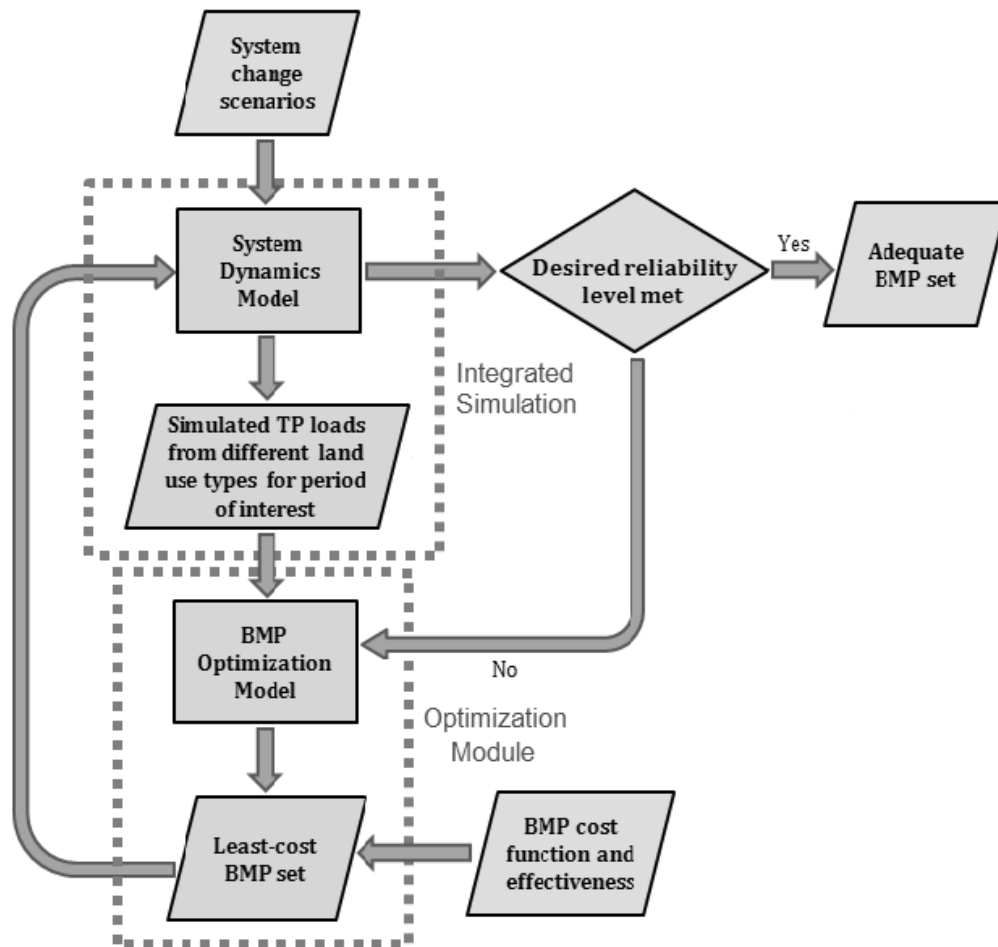 System
change
scenarios
System
Dynamics
Model
Desired reliability
level met
Yes
Adequate
BMP set
Integrated
Simulation
Simulated TP loads
from different land
use types for period
of interest
BMP
Optimization
Model
No
Optimization
Module
Least-cost
BMP set
BMP cost
function and
effectiveness